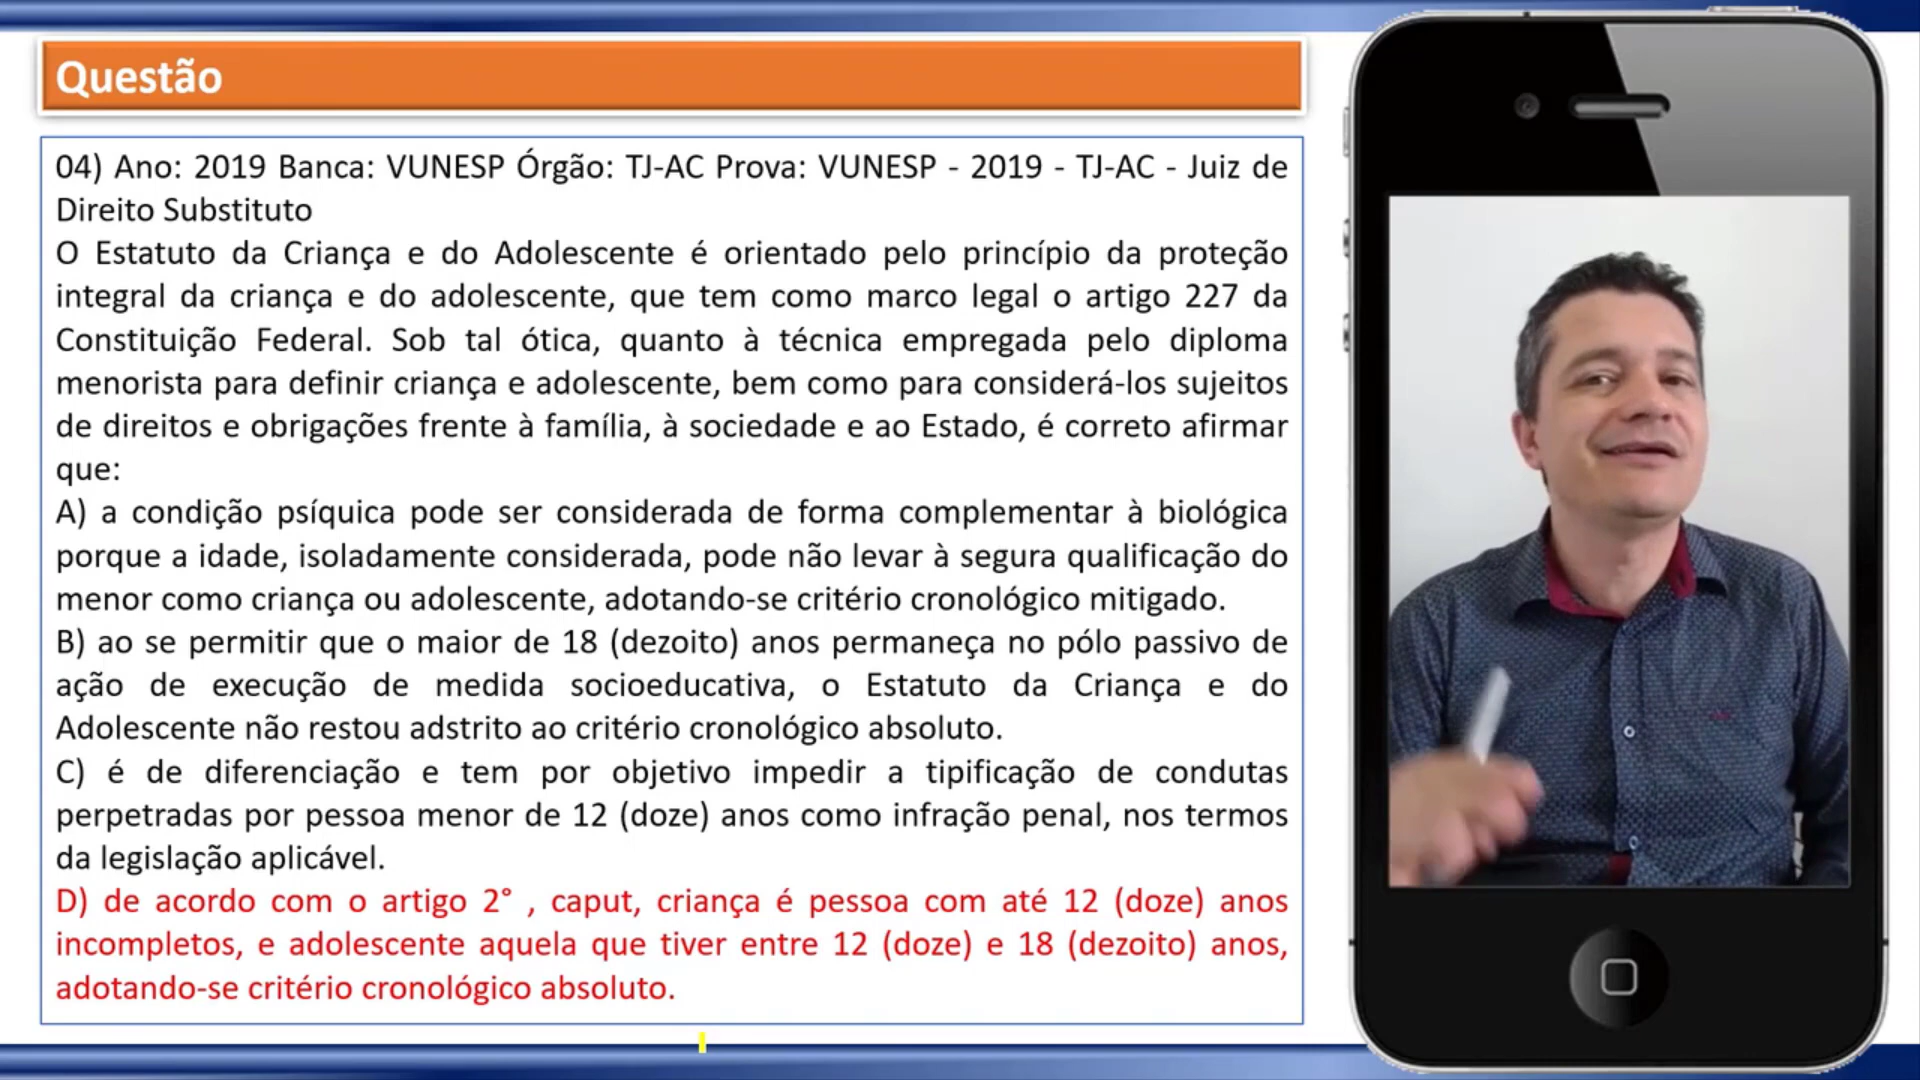 Questão
04) Ano: 2019 Banca: VUNESP Órgão: TJ-AC Prova: VUNESP - 2019 - TJ-AC - Juiz de
Direito Substituto
O Estatuto da Criança e do Adolescente é orientado pelo princípio da proteção
integral da criança e do adolescente, que tem como marco legal o artigo 227 da
Constituição Federal. Sob tal ótica, quanto à técnica empregada pelo diploma
menorista para definir criança e adolescente, bem como para considerá-los sujeitos
de direitos e obrigações frente à família, à sociedade e ao Estado, é correto afirmar
que:
A) a condição psíquica pode ser considerada de forma complementar à biológica
porque a idade, isoladamente considerada, pode não levar à segura qualificação do
menor como criança ou adolescente, adotando-se critério cronológico mitigado.
B) ao se permitir que o maior de 18 (dezoito) anos permaneça no pólo passivo de
ação de execução de medida socioeducativa, o Estatuto da Criança e do
Adolescente não restou adstrito ao critério cronológico absoluto.
C) é de diferenciação e tem por objetivo impedir a tipificação de condutas
perpetradas por pessoa menor de 12 (doze) anos como infração penal, nos termos
da legislação aplicável.
D) de acordo com o artigo 2° , caput, criança é pessoa com até 12 (doze) anos
incompletos, e adolescente aquela que tiver entre 12 (doze) e 18 (dezoito) anos,
adotando-se critério cronológico absoluto.